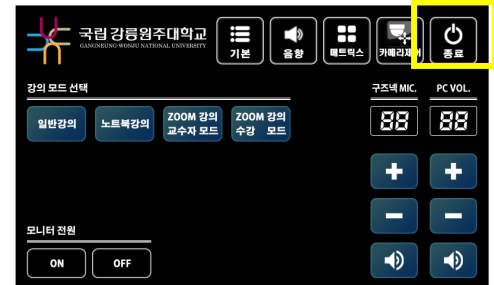 국립강릉원주대학교
GANGNEUNG-WONJU NATIONAL UNIVERSITY
기본
음향
매트릭스
카메라제어
종료
강의 모드 선택
구즈넥 MIC.
PC VOL.
일반강의
노트북강의
ZOOM 강의
교수자 모드
ZOOM 강의
수강 모드
88
88
모니터 전원
ON
OFF